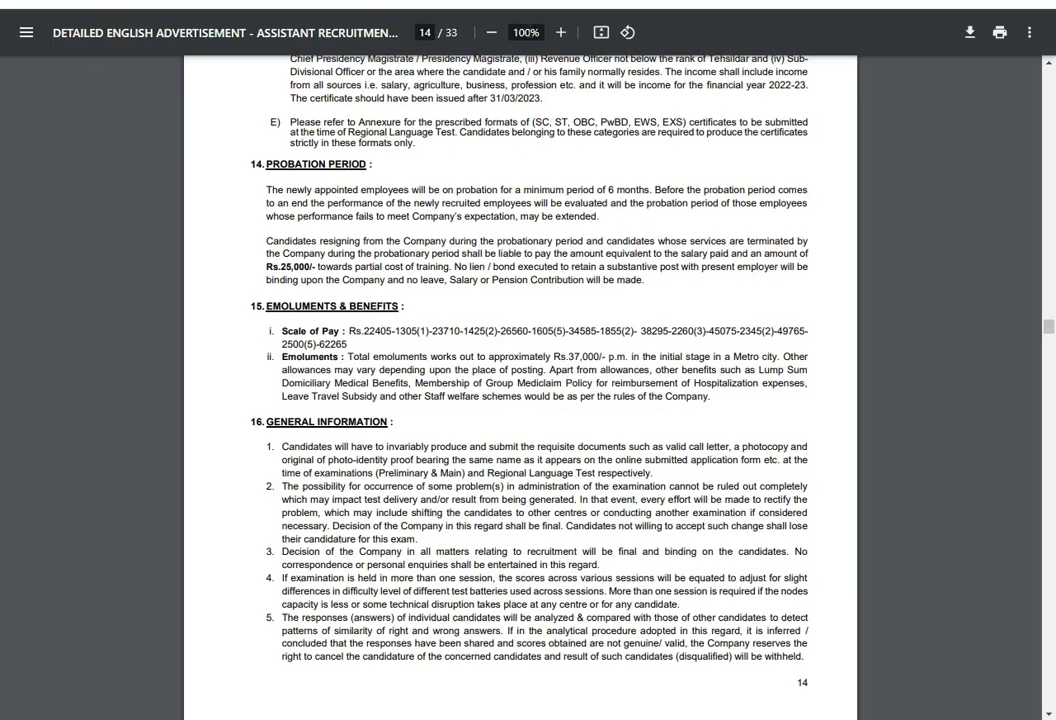 DETAILED ENGLISH ADVERTISEMENT - ASSISTANT RECRUITMEN...
14 / 33
100%
Chief Presidency Magistrate / Presidency Magistrate, (iii) Revenue Officer not below the rank of Tehsildar and (iv) Sub-
Divisional Officer or the area where the candidate and / or his family normally resides. The income shall include income
from all sources i.e. salary, agriculture, business, profession etc. and it will be income for the financial year 2022-23.
The certificate should have been issued after 31/03/2023.
E) Please refer to Annexure for the prescribed formats of (SC, ST, OBC, PwBD, EWS, EXS) certificates to be submitted
at the time of Regional Language Test. Candidates belonging to these categories are required to produce the certificates
strictly in these formats only.
14. PROBATION PERIOD :
The newly appointed employees will be on probation for a minimum period of 6 months. Before the probation period comes
to an end the performance of the newly recruited employees will be evaluated and the probation period of those employees
whose performance fails to meet Company's expectation, may be extended.
Candidates resigning from the Company during the probationary period and candidates whose services are terminated by
the Company during the probationary period shall be liable to pay the amount equivalent to the salary paid and an amount of
Rs.25,000/- towards partial cost of training. No lien / bond executed to retain a substantive post with present employer will be
binding upon the Company and no leave, Salary or Pension Contribution will be made.
15. EMOLUMENTS & BENEFITS :
i. Scale of Pay : Rs.22405-1305(1)-23710-1425(2)-26560-1605(5)-34585-1855(2)- 38295-2260(3)-45075-2345(2)-49765-
2500(5)-62265
ii. Emoluments : Total emoluments works out to approximately Rs.37,000/- p.m. in the initial stage in a Metro city. Other
allowances may vary depending upon the place of posting. Apart from allowances, other benefits such as Lump Sum
Domiciliary Medical Benefits, Membership of Group Mediclaim Policy for reimbursement of Hospitalization expenses,
Leave Travel Subsidy and other Staff welfare schemes would be as per the rules of the Company.
16. GENERAL INFORMATION :
1. Candidates will have to invariably produce and submit the requisite documents such as valid call letter, a photocopy and
original of photo-identity proof bearing the same name as it appears on the online submitted application form etc. at the
time of examinations (Preliminary & Main) and Regional Language Test respectively.
2. The possibility for occurrence of some problem(s) in administration of the examination cannot be ruled out completely
which may impact test delivery and/or result from being generated. In that event, every effort will be made to rectify the
problem, which may include shifting the candidates to other centres or conducting another examination if considered
necessary. Decision of the Company in this regard shall be final. Candidates not willing to accept such change shall lose
their candidature for this exam.
3. Decision of the Company in all matters relating to recruitment will be final and binding on the candidates. No
correspondence or personal enquiries shall be entertained in this regard.
4. If examination is held in more than one session, the scores across various sessions will be equated to adjust for slight
differences in difficulty level of different test batteries used across sessions. More than one session is required if the nodes
capacity is less or some technical disruption takes place at any centre or for any candidate.
5. The responses (answers) of individual candidates will be analyzed & compared with those of other candidates to detect
patterns of similarity of right and wrong answers. If in the analytical procedure adopted in this regard, it is inferred /
concluded that the responses have been shared and scores obtained are not genuine/ valid, the Company reserves the
right to cancel the candidature of the concerned candidates and result of such candidates (disqualified) will be withheld.
14